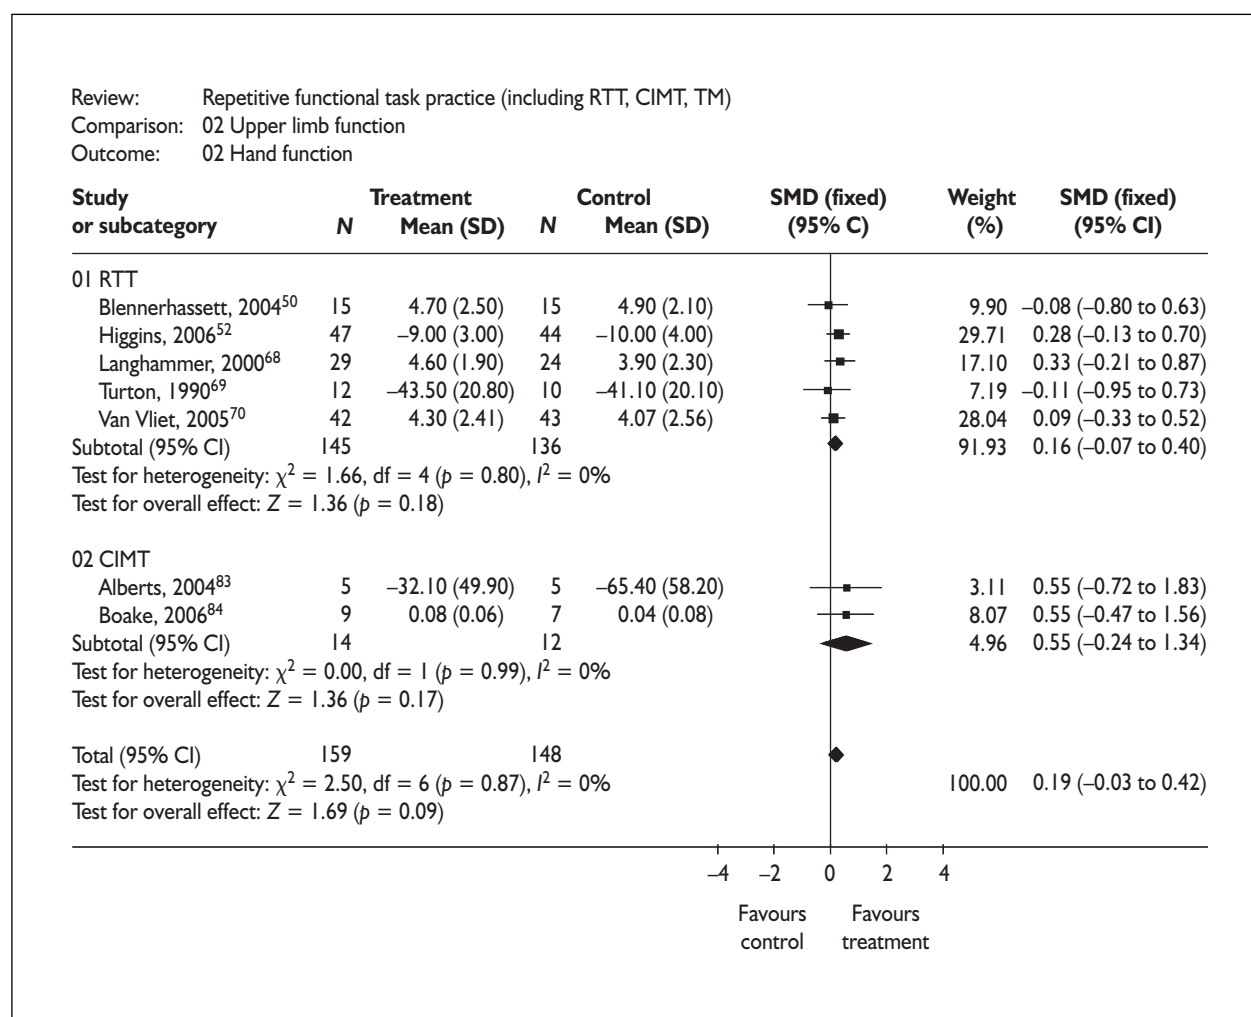 Review: Repetitive functional task practice (including RTT, CIMT, TM)
Comparison: 02 Upper limb function
Outcome: 02 Hand function
Study Treatment Control SMD (fixed) Weight SMD (fixed)
or subcategory N Mean (SD) N Mean (SD) (95% C) (%) (95% CI)
01 RTT
Blennerhassett, 2004⁵⁰ 15 4.70 (2.50) 15 4.90 (2.10) 9.90 –0.08 (–0.80 to 0.63)
Higgins, 2006⁵² 47 –9.00 (3.00) 44 –10.00 (4.00) 29.71 0.28 (–0.13 to 0.70)
Langhammer, 2000⁶⁸ 29 4.60 (1.90) 24 3.90 (2.30) 17.10 0.33 (–0.21 to 0.87)
Turton, 1990⁶⁹ 12 –43.50 (20.80) 10 –41.10 (20.10) 7.19 –0.11 (–0.95 to 0.73)
Van Vliet, 2005⁷⁰ 42 4.30 (2.41) 43 4.07 (2.56) 28.04 0.09 (–0.33 to 0.52)
Subtotal (95% CI) 145 136 91.93 0.16 (–0.07 to 0.40)
Test for heterogeneity: χ² = 1.66, df = 4 (p = 0.80), I² = 0%
Test for overall effect: Z = 1.36 (p = 0.18)
02 CIMT
Alberts, 2004⁸³ 5 –32.10 (49.90) 5 –65.40 (58.20) 3.11 0.55 (–0.72 to 1.83)
Boake, 2006⁸⁴ 9 0.08 (0.06) 7 0.04 (0.08) 8.07 0.55 (–0.47 to 1.56)
Subtotal (95% CI) 14 12 4.96 0.55 (–0.24 to 1.34)
Test for heterogeneity: χ² = 0.00, df = 1 (p = 0.99), I² = 0%
Test for overall effect: Z = 1.36 (p = 0.17)
Total (95% CI) 159 148
Test for heterogeneity: χ² = 2.50, df = 6 (p = 0.87), I² = 0% 100.00 0.19 (–0.03 to 0.42)
Test for overall effect: Z = 1.69 (p = 0.09)
–4 –2 0 2 4
Favours Favours
control treatment